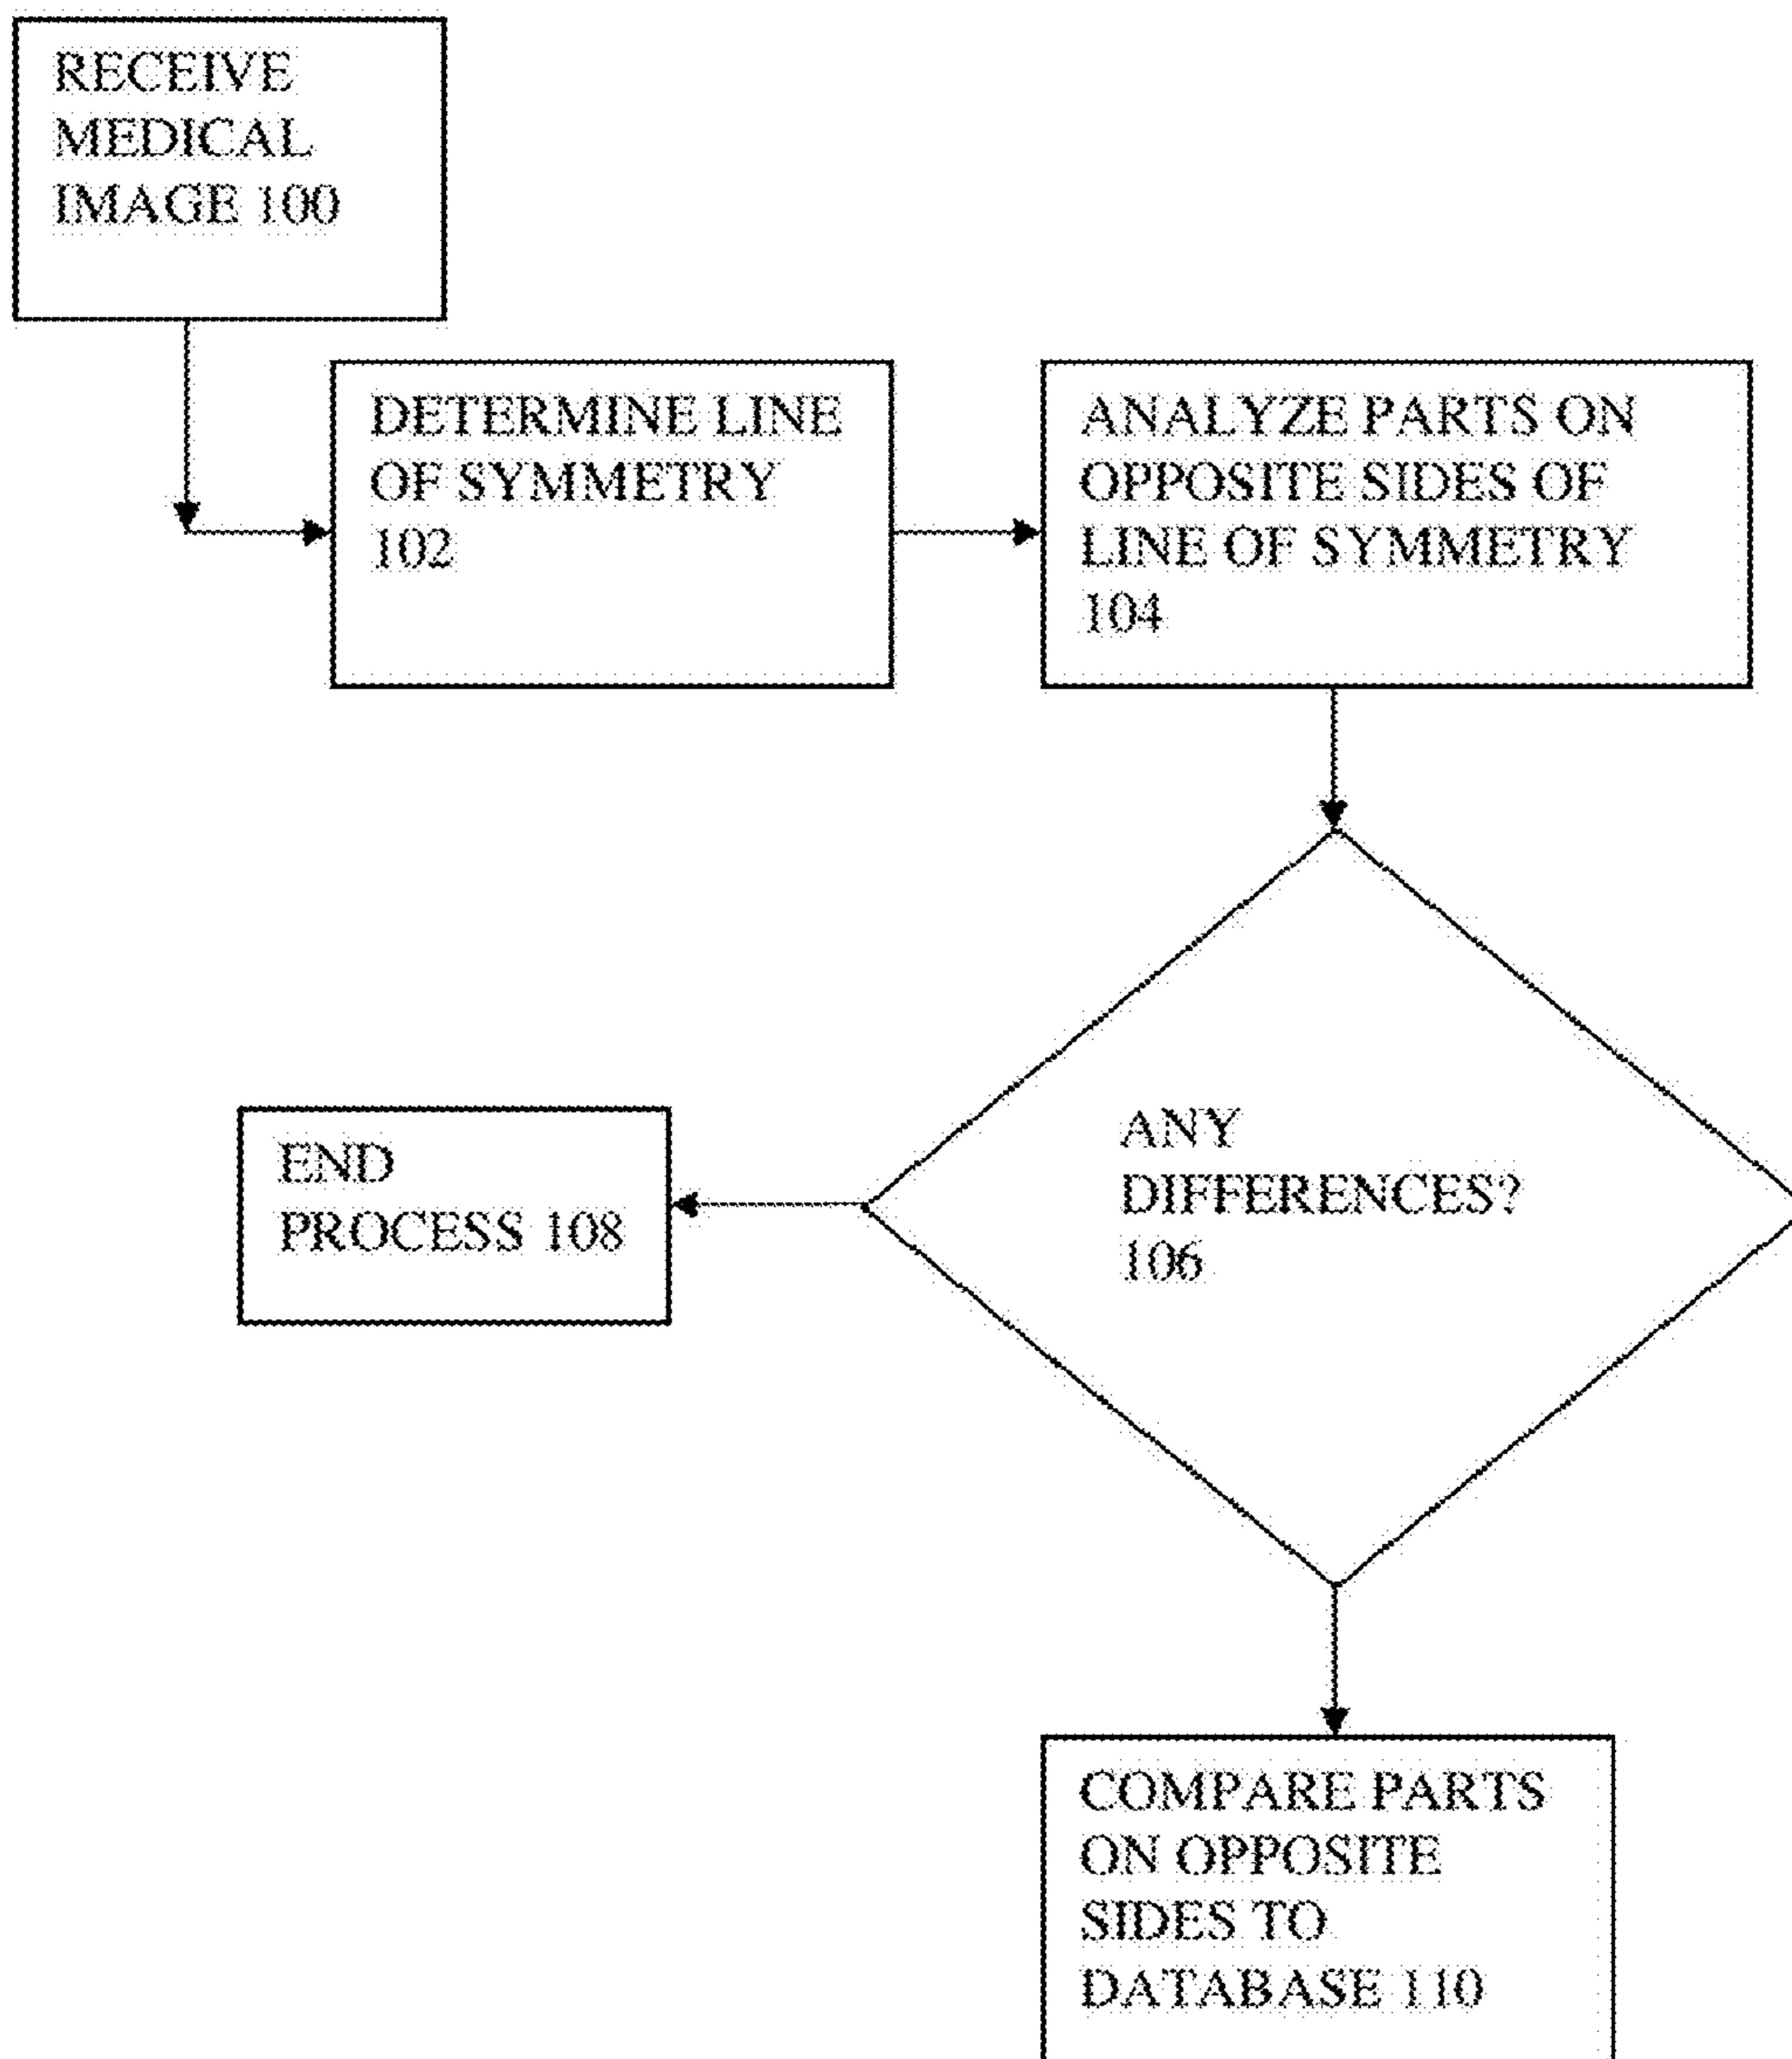 RECEIVE
MEDICAL
IMAGE 100
DETERMINE LINE
OF SYMMETRY
102
ANALYZE PARTS ON
OPPOSITE SIDES OF
LINE OF SYMMETRY
104
ANY
DIFFERENCES?
106
END
PROCESS 108
COMPARE PARTS
ON OPPOSITE
SIDES TO
DATABASE 110